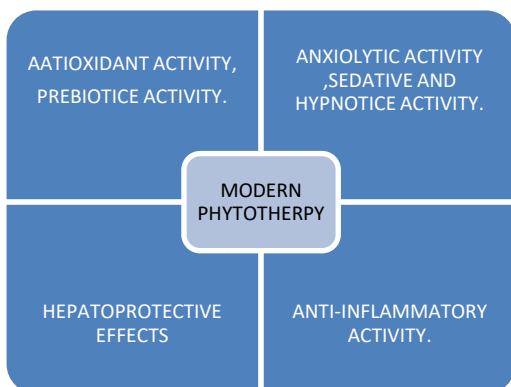 AATIOXIDANT ACTIVITY,
PREBIOTICE ACTIVITY.
ANXIOLYTIC ACTIVITY
,SEDATIVE AND
HYPNOTICE ACTIVITY.
MODERN
PHYTOTHERPY
HEPATOPROTECTIVE
EFFECTS
ANTI-INFLAMMATORY
ACTIVITY.